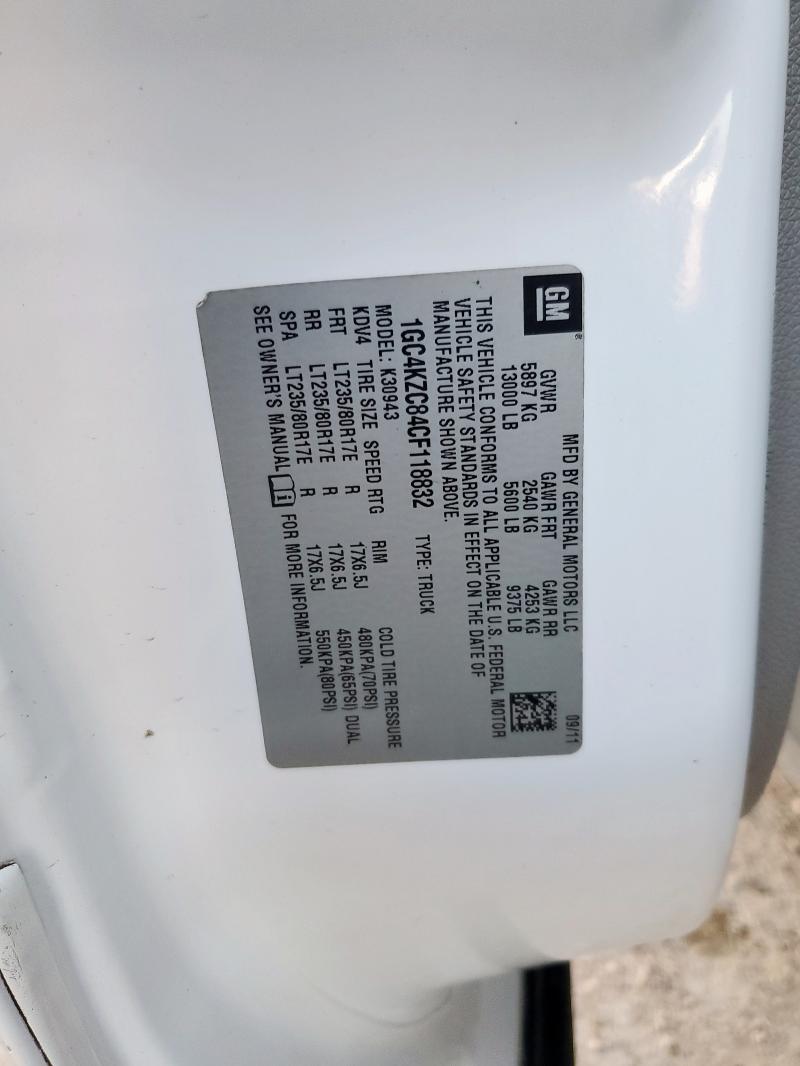 GM ®
MFD BY GENERAL MOTORS LLC 09/11
GVWR GAWR FRT GAWR RR
5897 KG 2540 KG 4253 KG
13000 LB 5600 LB 9375 LB
THIS VEHICLE CONFORMS TO ALL APPLICABLE U.S. FEDERAL MOTOR
VEHICLE SAFETY STANDARDS IN EFFECT ON THE DATE OF
MANUFACTURE SHOWN ABOVE.
1GC4KZC84CF118832 TYPE: TRUCK
MODEL: K30943
KDV4 TIRE SIZE SPEED RTG RIM COLD TIRE PRESSURE
FRT LT235/80R17E R 17X6.5J 480KPA(70PSI)
RR LT235/80R17E R 17X6.5J 450KPA(65PSI) DUAL
SPA LT235/80R17E R 17X6.5J 550KPA(80PSI)
SEE OWNER'S MANUAL i FOR MORE INFORMATION.